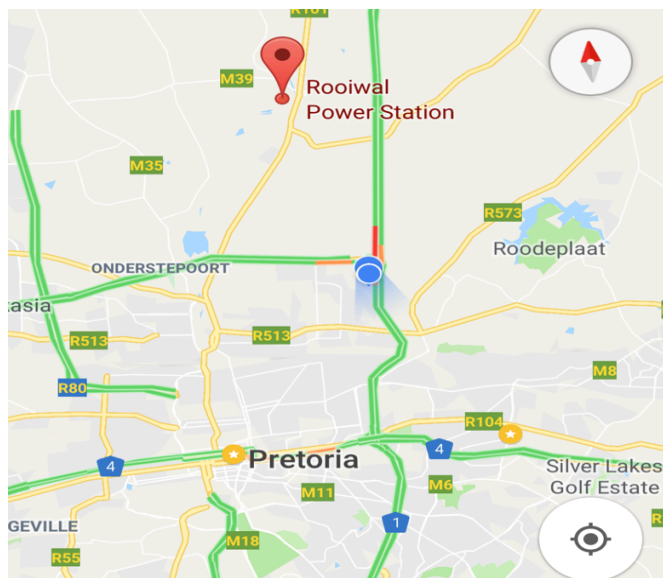 R101
M39
Rooiwal
Power Station
M35
R573
Roodeplaat
ONDERSTEPOORT
asia
R513
R513
M8
R80
R104
4
4
Pretoria
Silver Lakes
Golf Estate
M11
M6
1
GEVILLE
M18
R55